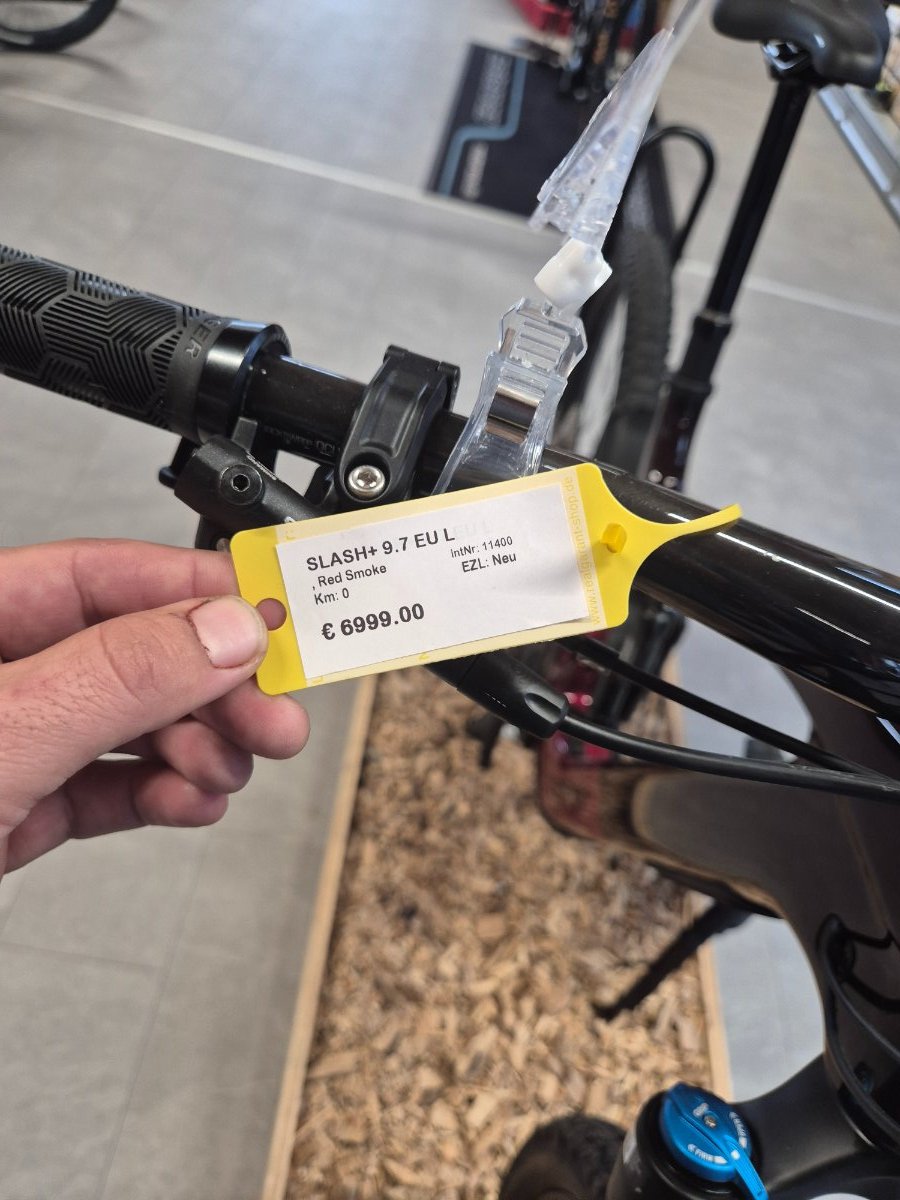 SLASH+ 9.7 EU L
IntNr: 11400
, Red Smoke
EZL: Neu
Km: 0
€ 6999.00